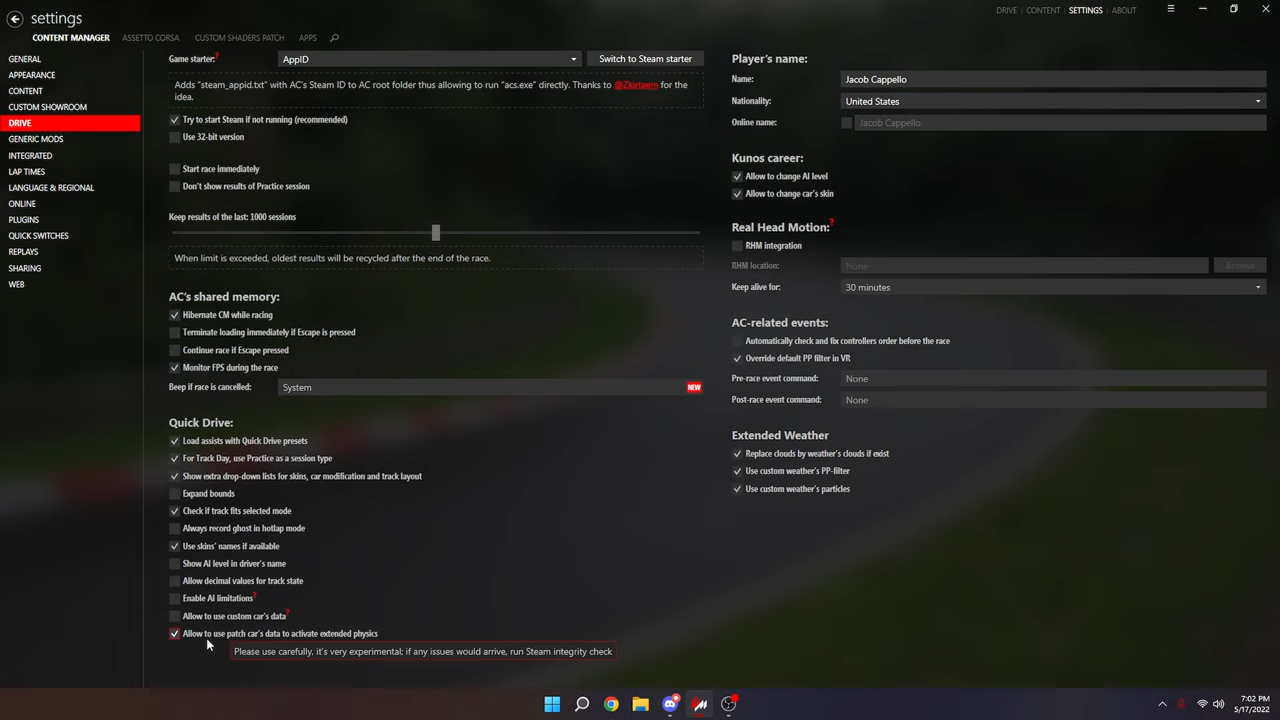 settings
DRIVE CONTENT SETTINGS ABOUT
CONTENT MANAGER ASSETTO CORSA CUSTOM SHADERS PATCH APPS
GENERAL
APPEARANCE
CONTENT
CUSTOM SHOWROOM
DRIVE
GENERIC MODS
INTEGRATED
LAP TIMES
LANGUAGE & REGIONAL
ONLINE
PLUGINS
QUICK SWITCHES
REPLAYS
SHARING
WEB
Game starter:? AppID Switch to Steam starter
Adds "steam_appid.txt" with AC's Steam ID to AC root folder thus allowing to run "acs.exe" directly. Thanks to @Zkirtaem for the
idea.
Try to start Steam if not running (recommended)
Use 32-bit version
Start race immediately
Don't show results of Practice session
Keep results of the last: 1000 sessions
When limit is exceeded, oldest results will be recycled after the end of the race.
AC's shared memory:
Hibernate CM while racing
Terminate loading immediately if Escape is pressed
Continue race if Escape pressed
Monitor FPS during the race
Beep if race is cancelled: System NEW
Quick Drive:
Load assists with Quick Drive presets
For Track Day, use Practice as a session type
Show extra drop-down lists for skins, car modification and track layout
Expand bounds
Check if track fits selected mode
Always record ghost in hotlap mode
Use skins' names if available
Show AI level in driver's name
Allow decimal values for track state
Enable AI limitations?
Allow to use custom car's data?
Allow to use patch car's data to activate extended physics
Please use carefully, it's very experimental; if any issues would arrive, run Steam integrity check
Player's name:
Name: Jacob Cappello
Nationality: United States
Online name: Jacob Cappello
Kunos career:
Allow to change AI level
Allow to change car's skin
Real Head Motion:?
RHM integration
RHM location: None Browse
Keep alive for: 30 minutes
AC-related events:
Automatically check and fix controllers order before the race
Override default PP filter in VR
Pre-race event command: None
Post-race event command: None
Extended Weather
Replace clouds by weather's clouds if exist
Use custom weather's PP-filter
Use custom weather's particles
7:02 PM
5/17/2022